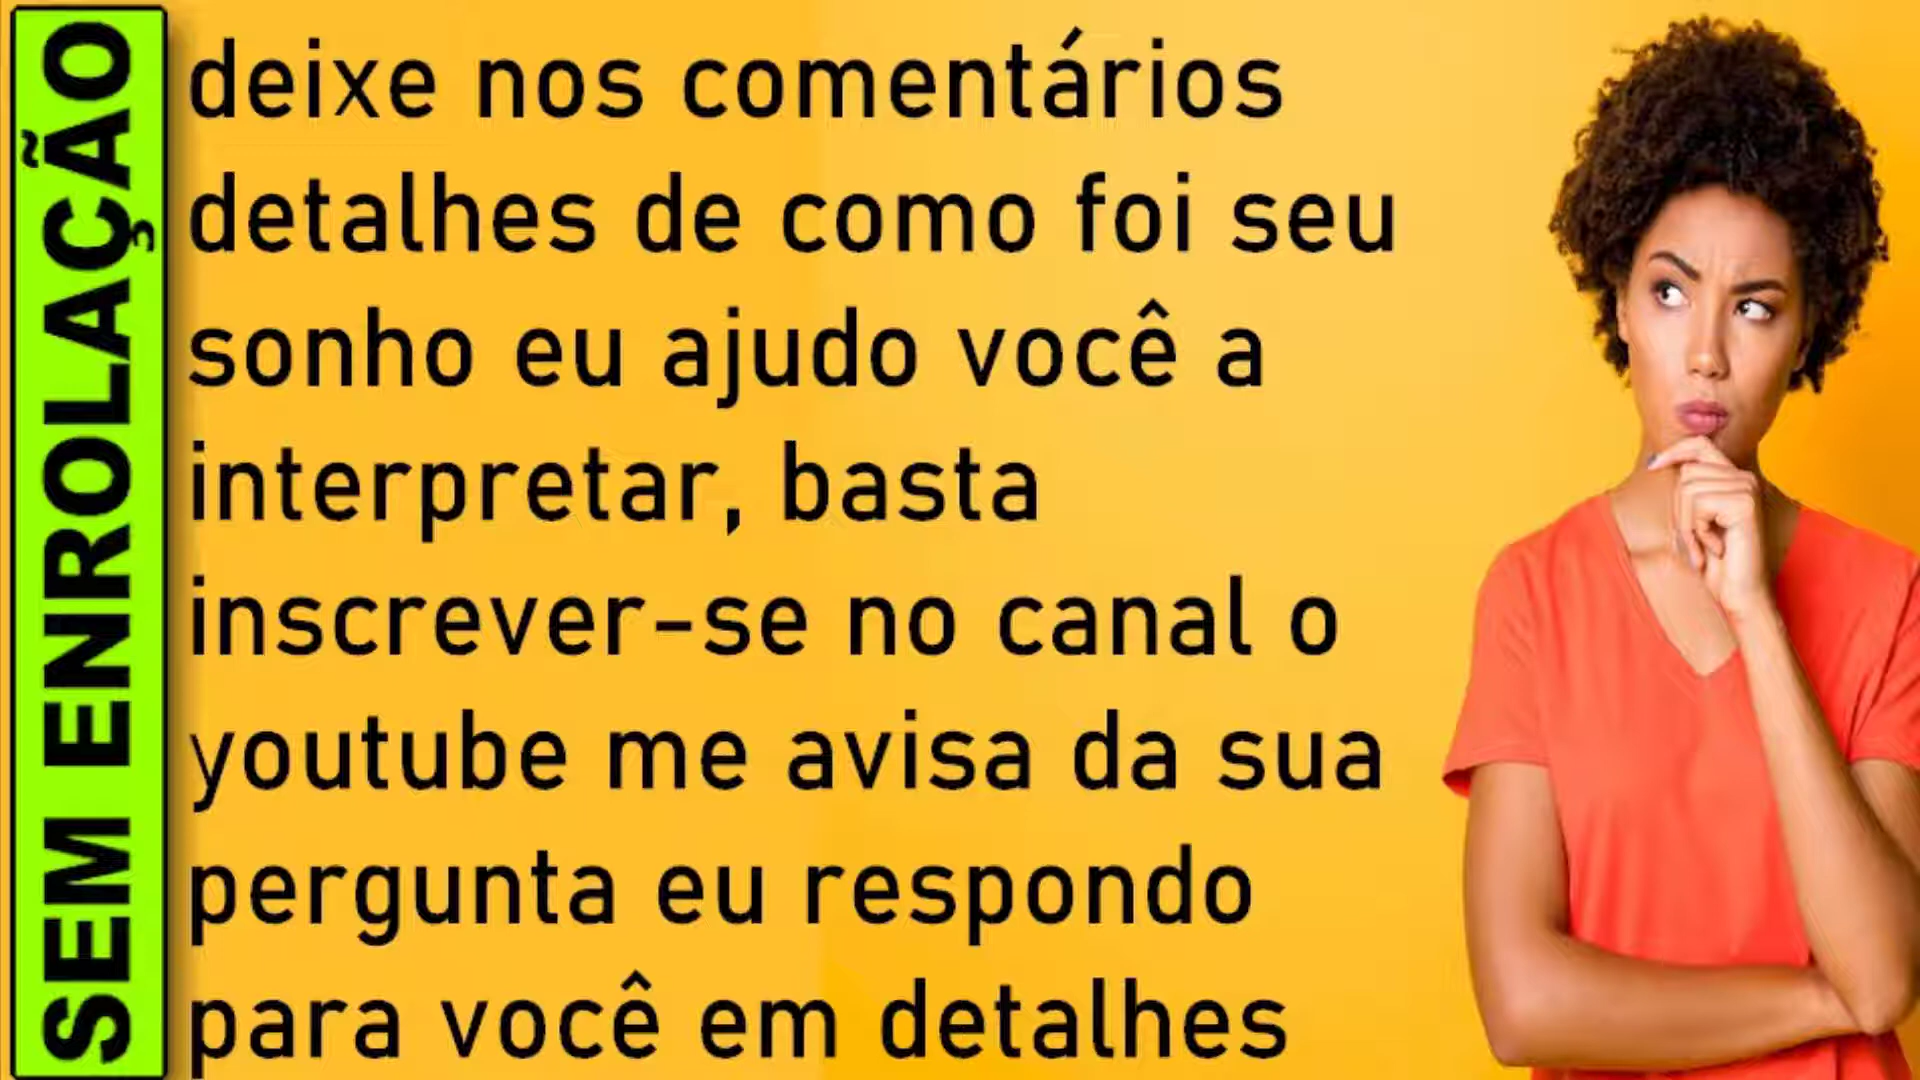 SEM ENROLAÇÃO
deixe nos comentários
detalhes de como foi seu
sonho eu ajudo você a
interpretar, basta
inscrever-se no canal o
youtube me avisa da sua
pergunta eu respondo
para você em detalhes